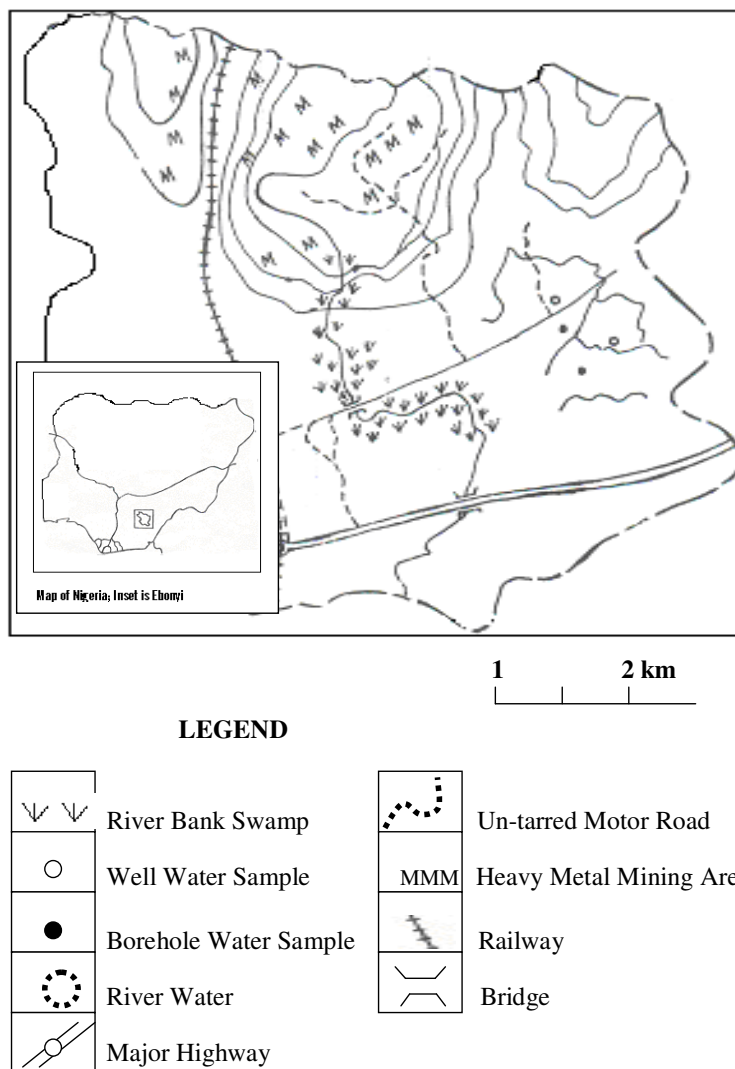 M M M M M M M M M M M M M M M M M
Map of Nigeria; Inset is Ebonyi
1 2 km
LEGEND
River Bank Swamp
Un-tarred Motor Road
Well Water Sample
MMM Heavy Metal Mining Are
Borehole Water Sample
Railway
River Water
Bridge
Major Highway